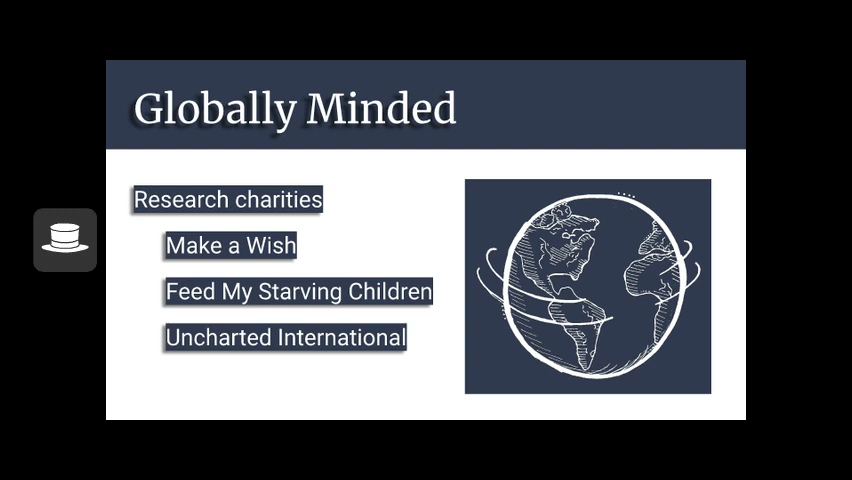 Globally Minded
Research charities
Make a Wish
Feed My Starving Children
Uncharted International